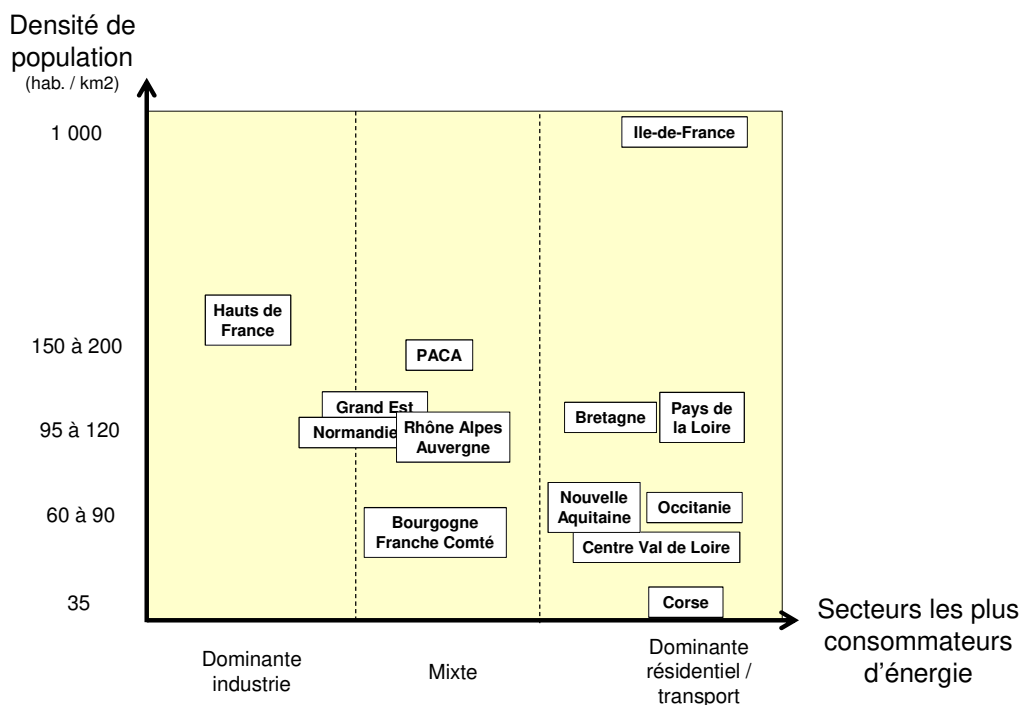 Densité de
population
(hab. / km2)
1 000
Ile-de-France
Hauts de
France
150 à 200
PACA
Grand Est
Normandie
Rhône Alpes
Auvergne
95 à 120
Bretagne
Pays de
la Loire
60 à 90
Bourgogne
Franche Comté
Nouvelle
Aquitaine
Occitanie
Centre Val de Loire
35
Corse
Secteurs les plus
consommateurs
d'énergie
Dominante
industrie
Mixte
Dominante
résidentiel /
transport